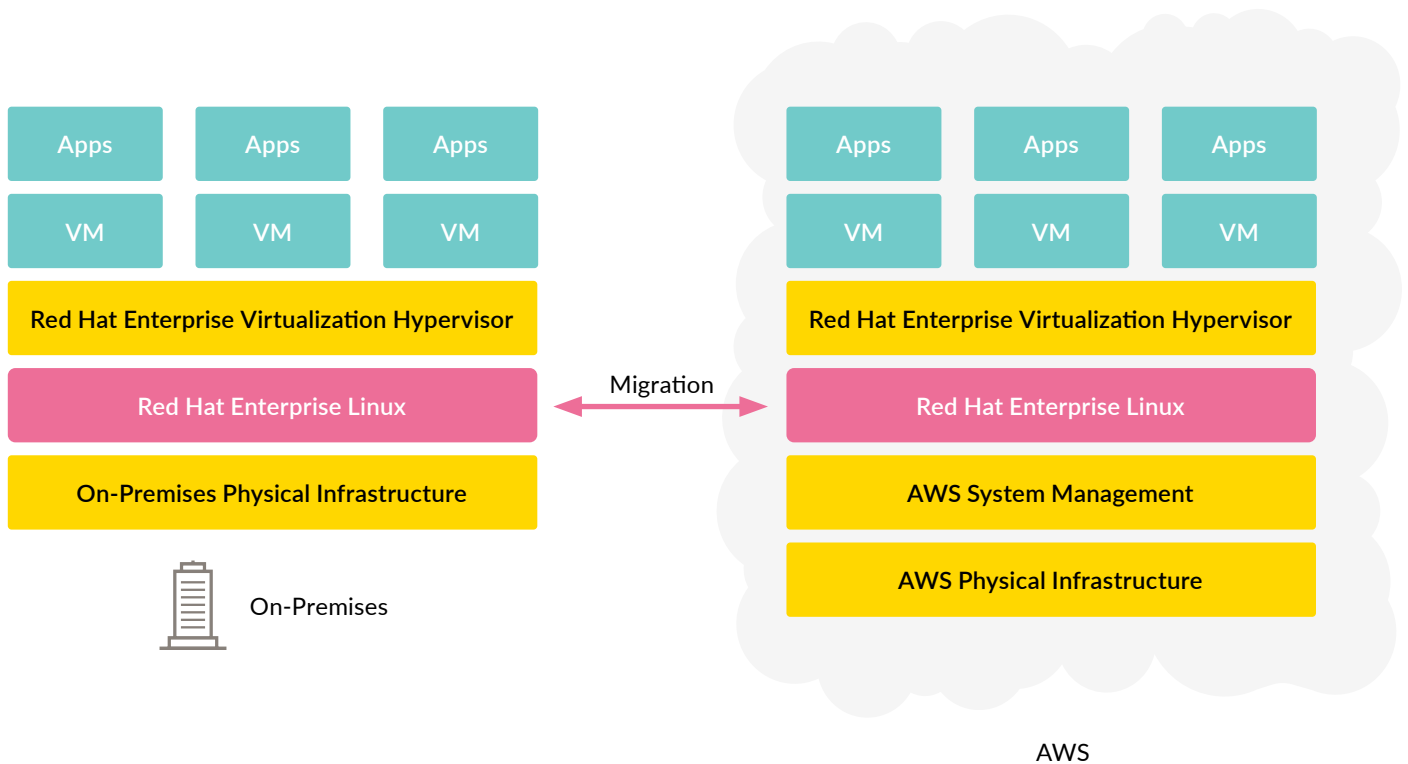 Apps
Apps
Apps
VM
VM
VM
Red Hat Enterprise Virtualization Hypervisor
Red Hat Enterprise Linux
On-Premises Physical Infrastructure
On-Premises
Migration
Apps
Apps
Apps
VM
VM
VM
Red Hat Enterprise Virtualization Hypervisor
Red Hat Enterprise Linux
AWS System Management
AWS Physical Infrastructure
AWS